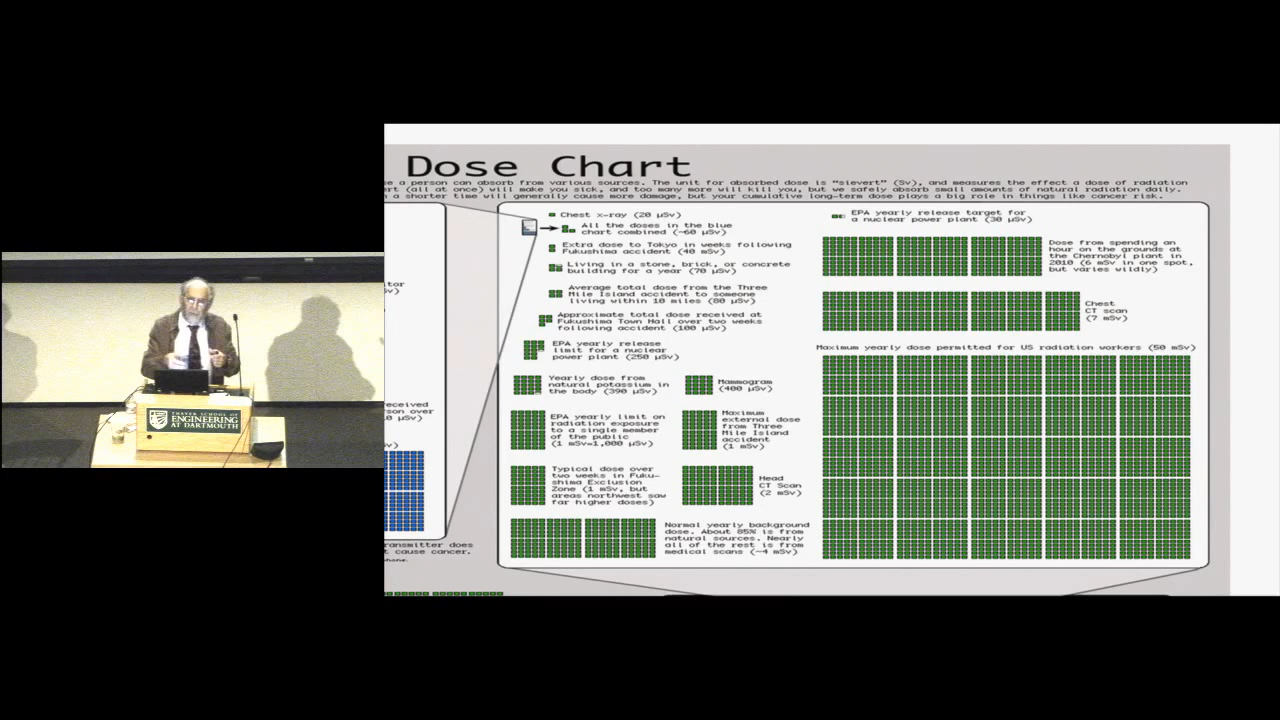 Dose Chart
e a person can absorb from various sources. The unit for absorbed dose is “sievert” (Sv), and measures the effect a dose of radiation
rt (all at once) will make you sick, and too many more will kill you, but we safely absorb small amounts of natural radiation daily.
n a shorter time will generally cause more damage, but your cumulative long-term dose plays a big role in things like cancer risk.
Chest x-ray (20 µSv)
All the doses in the blue
chart combined (~60 µSv)
Extra dose to Tokyo in weeks following
Fukushima accident (40 mSv)
Living in a stone, brick, or concrete
building for a year (70 µSv)
Average total dose from the Three
Mile Island accident to someone
living within 10 miles (80 µSv)
Approximate total dose received at
Fukushima Town Hall over two weeks
following accident (100 µSv)
EPA yearly release
limit for a nuclear
power plant (250 µSv)
Yearly dose from
natural potassium in
the body (390 µSv)
Mammogram
(400 µSv)
EPA yearly limit on
radiation exposure
to a single member
of the public
(1 mSv=1,000 µSv)
Maximum
external dose
from Three
Mile Island
accident
(1 mSv)
Typical dose over
two weeks in Fuku-
shima Exclusion
Zone (1 mSv, but
areas northwest saw
far higher doses)
Head
CT Scan
(2 mSv)
Normal yearly background
dose. About 85% is from
natural sources. Nearly
all of the rest is from
medical scans (~4 mSv)
EPA yearly release target for
a nuclear power plant (30 µSv)
Dose from spending an
hour on the grounds at
the Chernobyl plant in
2010 (6 mSv in one spot,
but varies wildly)
Chest
CT scan
(7 mSv)
Maximum yearly dose permitted for US radiation workers (50 mSv)
itor
v)
eceived
son over
0 µSv)
v)
ransmitter does
t cause cancer.
phone.
THAYER SCHOOL OF
ENGINEERING
AT DARTMOUTH